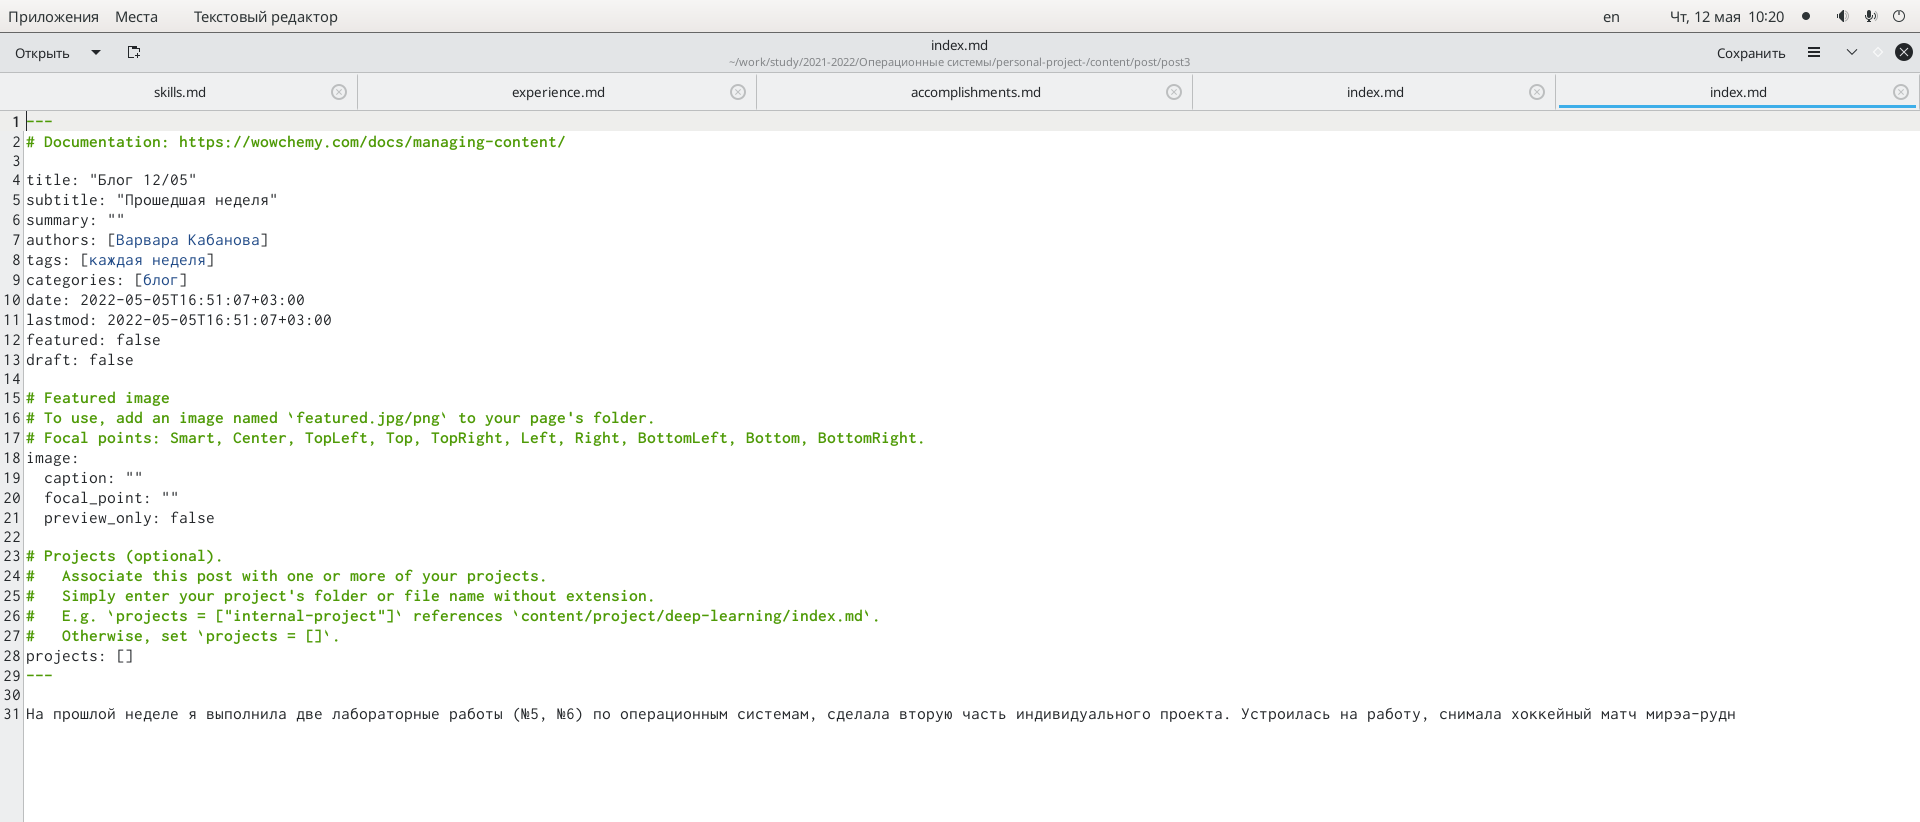 Приложения Места Текстовый редактор en Чт, 12 мая 10:20
Открыть index.md Сохранить
~/work/study/2021-2022/Операционные системы/personal-project-/content/post/post3
skills.md experience.md accomplishments.md index.md index.md
1 ---
2 # Documentation: https://wowchemy.com/docs/managing-content/
3
4 title: "Блог 12/05"
5 subtitle: "Прошедшая неделя"
6 summary: ""
7 authors: [Варвара Кабанова]
8 tags: [каждая неделя]
9 categories: [блог]
10 date: 2022-05-05T16:51:07+03:00
11 lastmod: 2022-05-05T16:51:07+03:00
12 featured: false
13 draft: false
14
15 # Featured image
16 # To use, add an image named `featured.jpg/png` to your page's folder.
17 # Focal points: Smart, Center, TopLeft, Top, TopRight, Left, Right, BottomLeft, Bottom, BottomRight.
18 image:
19   caption: ""
20   focal_point: ""
21   preview_only: false
22
23 # Projects (optional).
24 #   Associate this post with one or more of your projects.
25 #   Simply enter your project's folder or file name without extension.
26 #   E.g. `projects = ["internal-project"]` references `content/project/deep-learning/index.md`.
27 #   Otherwise, set `projects = []`.
28 projects: []
29 ---
30
31 На прошлой неделе я выполнила две лабораторные работы (№5, №6) по операционным системам, сделала вторую часть индивидуального проекта. Устроилась на работу, снимала хоккейный матч мирэа-рудн